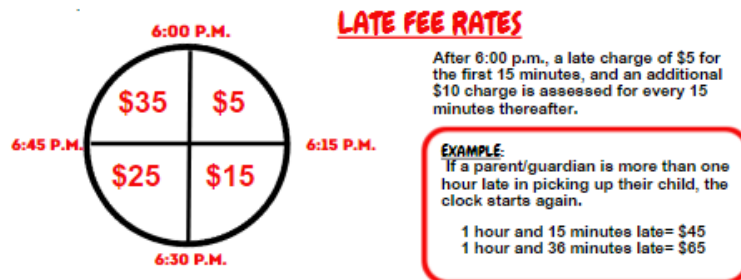 LATE FEE RATES
6:00 P.M.
$35 $5
6:45 P.M. 6:15 P.M.
$25 $15
6:30 P.M.
After 6:00 p.m., a late charge of $5 for
the first 15 minutes, and an additional
$10 charge is assessed for every 15
minutes thereafter.
EXAMPLE:
If a parent/guardian is more than one
hour late in picking up their child, the
clock starts again.
1 hour and 15 minutes late= $45
1 hour and 36 minutes late= $65